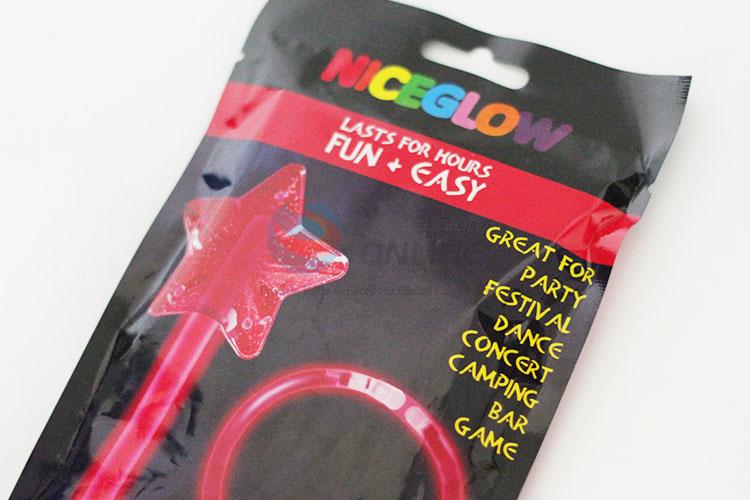 NICEGLOW
LASTS FOR HOURS
FUN + EASY
GREAT FOR
PARTY
FESTIVAL
DANCE
CONCERT
CAMPING
BAR
GAME